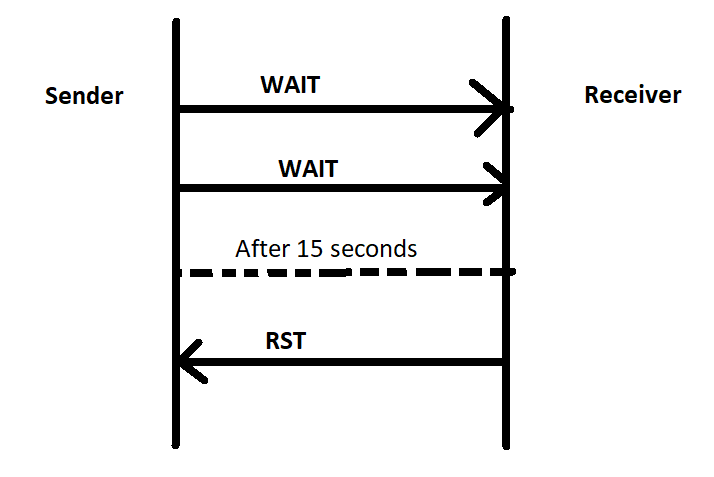 WAIT
Sender
Receiver
WAIT
After 15 seconds
RST